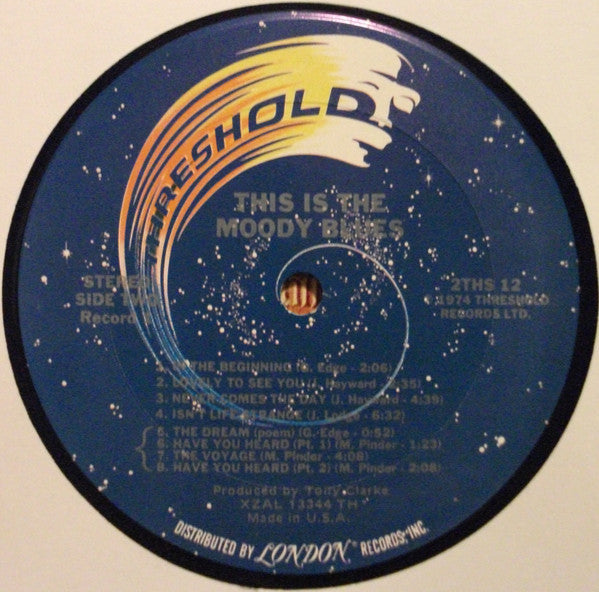 THRESHOLD
THIS IS THE
MOODY BLUES
STEREO
SIDE TWO
Record
2THS 12
℗ 1974 THRESHOLD
RECORDS LTD.
1. IN THE BEGINNING (G. Edge - 2:06)
2. LOVELY TO SEE YOU (J. Hayward - 2:35)
3. NEVER COMES THE DAY (J. Hayward - 4:39)
4. ISN'T LIFE STRANGE (J. Lodge - 6:32)
5. THE DREAM (poem) (G. Edge - 0:52)
6. HAVE YOU HEARD (Pt. 1) (M. Pinder - 1:23)
7. THE VOYAGE (M. Pinder - 4:08)
8. HAVE YOU HEARD (Pt. 2) (M. Pinder - 2:08)
Produced by Tony Clarke
XZAL 13344 TH
Made in U.S.A.
DISTRIBUTED BY LONDON® RECORDS, INC.